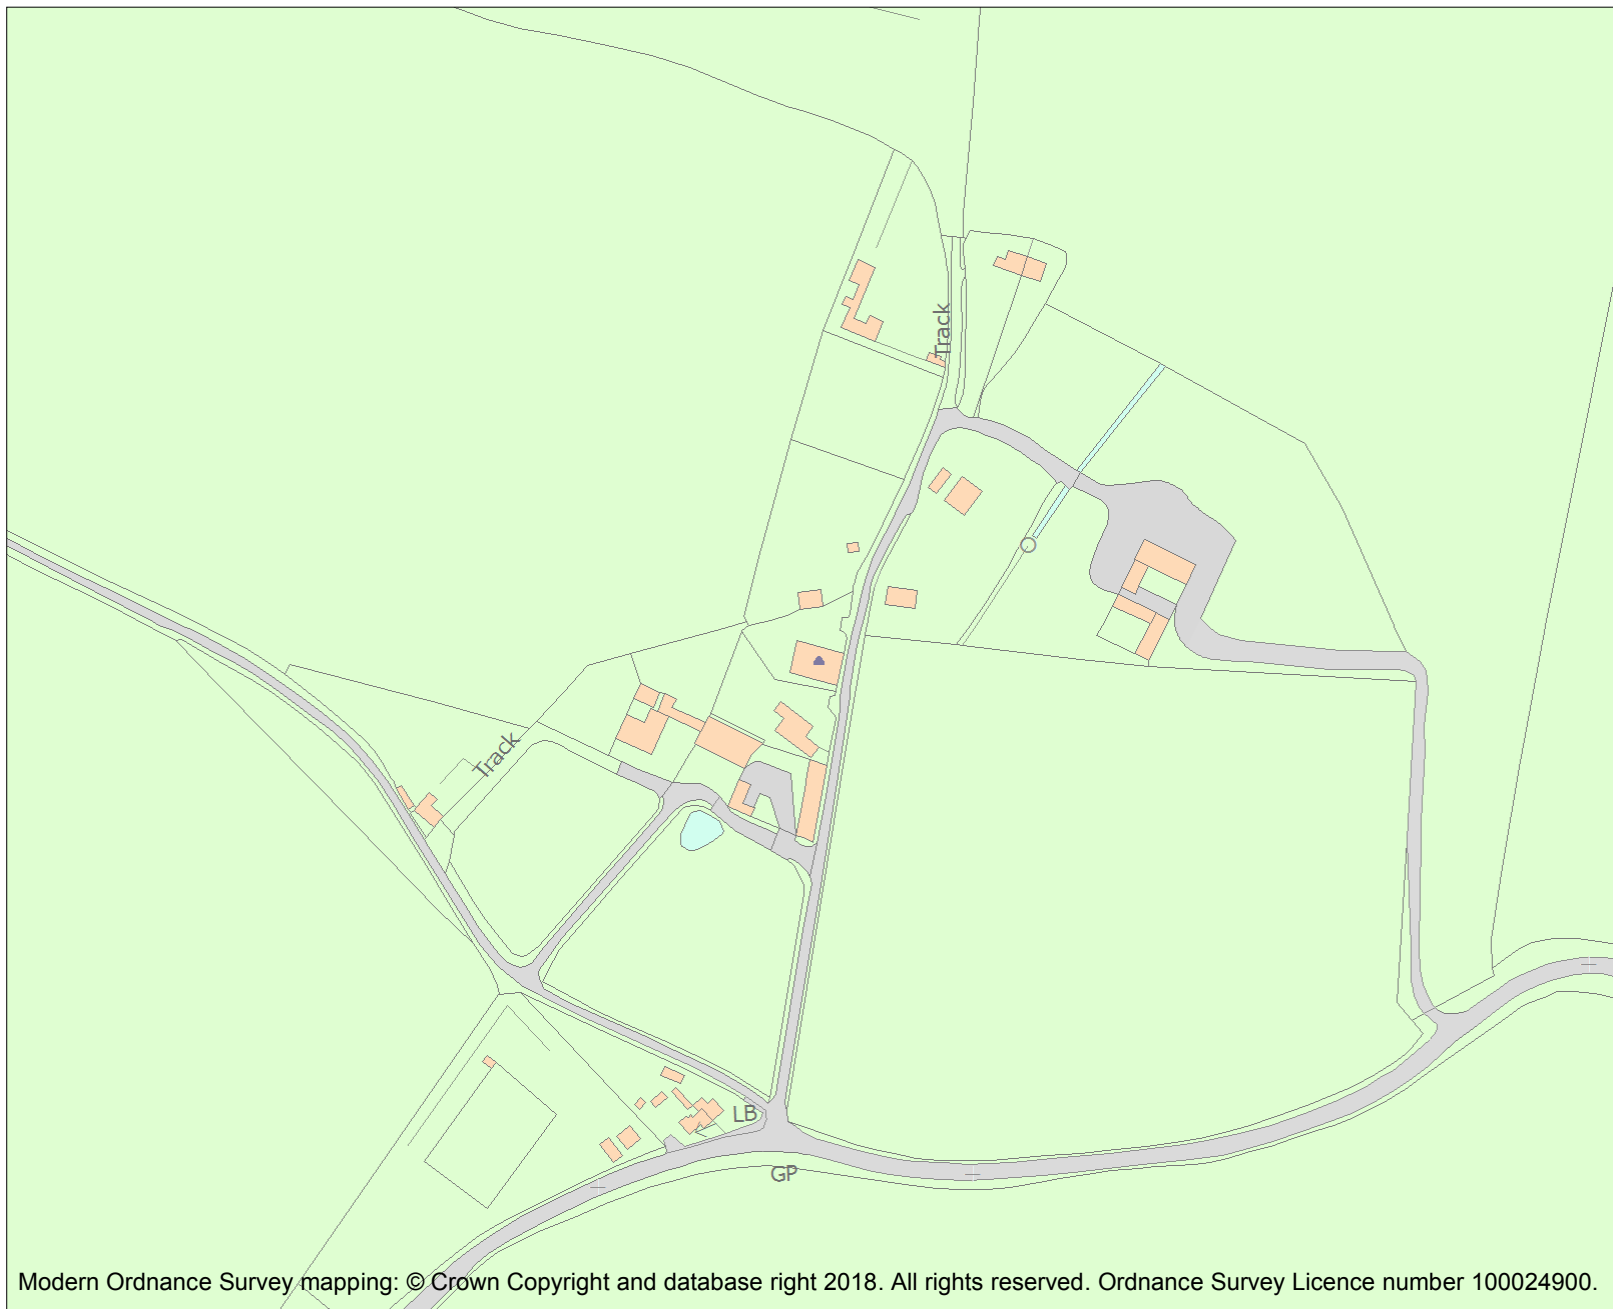 Track
Track
LB
GP
Modern Ordnance Survey mapping: © Crown Copyright and database right 2018. All rights reserved. Ordnance Survey Licence number 100024900.